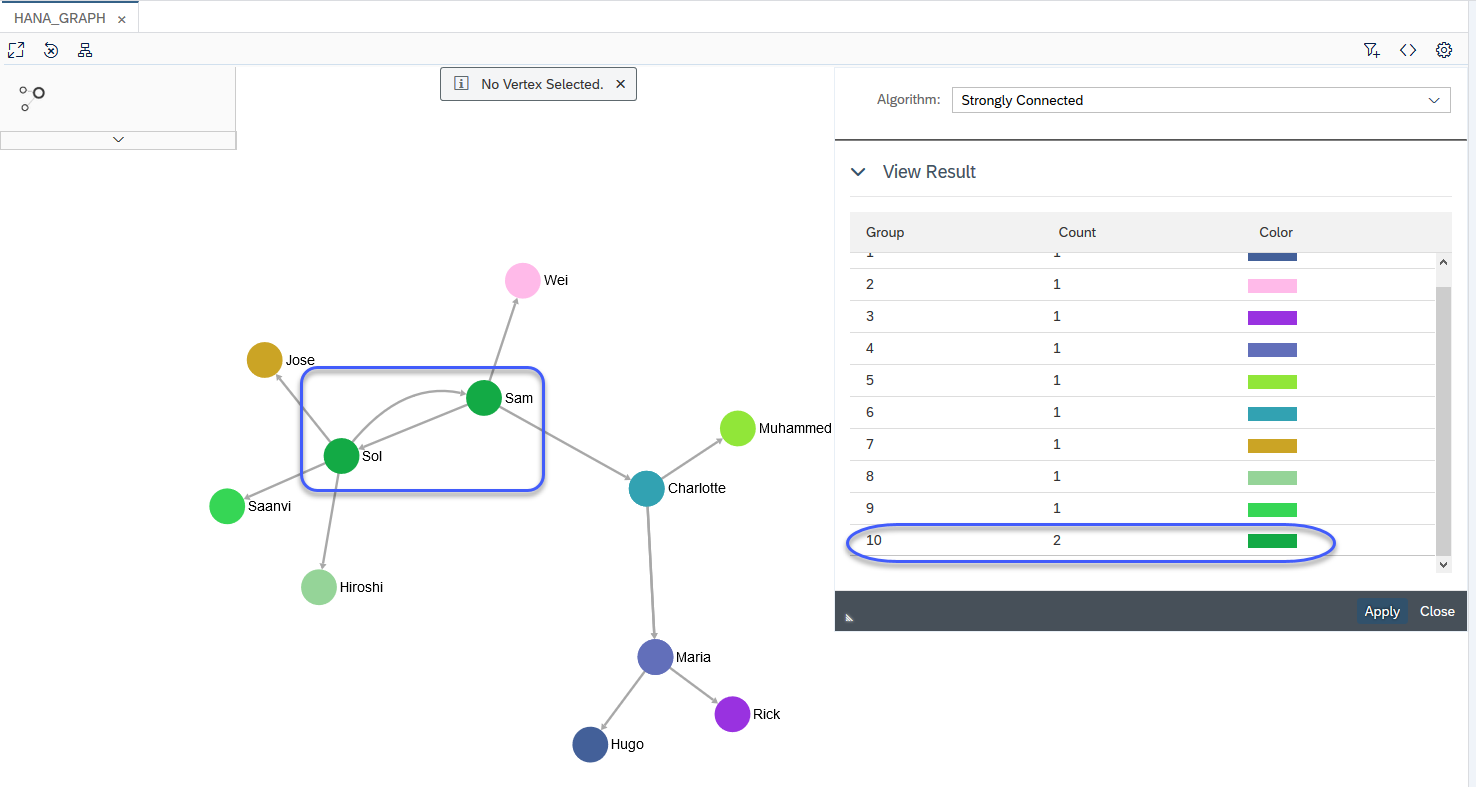 HANA_GRAPH
No Vertex Selected.
Algorithm: Strongly Connected
View Result
Group Count Color
1 1
2 1
3 1
4 1
5 1
6 1
7 1
8 1
9 1
10 2
Apply Close
Wei
Jose
Sam
Muhammed
Sol
Charlotte
Saanvi
Hiroshi
Maria
Rick
Hugo